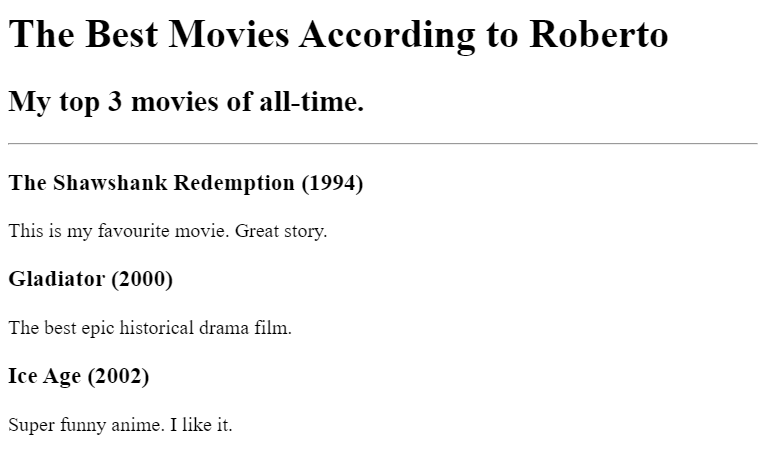 The Best Movies According to Roberto
My top 3 movies of all-time.
The Shawshank Redemption (1994)
This is my favourite movie. Great story.
Gladiator (2000)
The best epic historical drama film.
Ice Age (2002)
Super funny anime. I like it.